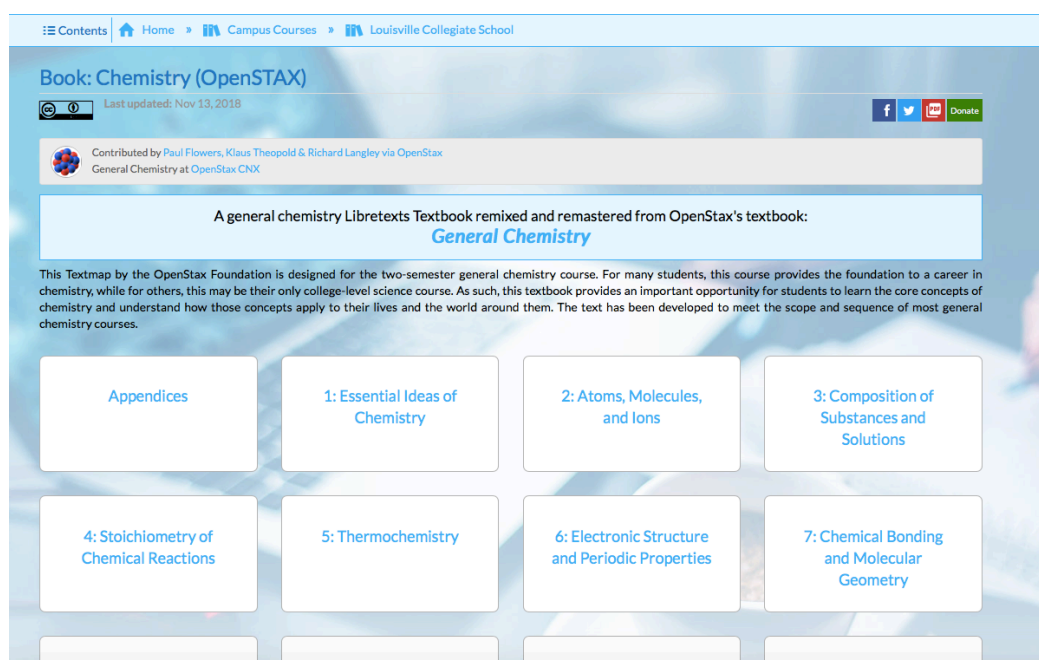 Contents Home » Campus Courses » Louisville Collegiate School
Book: Chemistry (OpenSTAX)
Last updated: Nov 13, 2018
f PDF Donate
Contributed by Paul Flowers, Klaus Theopold & Richard Langley via OpenStax
General Chemistry at OpenStax CNX
A general chemistry Libretexts Textbook remixed and remastered from OpenStax's textbook:
General Chemistry
This Textmap by the OpenStax Foundation is designed for the two-semester general chemistry course. For many students, this course provides the foundation to a career in
chemistry, while for others, this may be their only college-level science course. As such, this textbook provides an important opportunity for students to learn the core concepts of
chemistry and understand how those concepts apply to their lives and the world around them. The text has been developed to meet the scope and sequence of most general
chemistry courses.
Appendices
1: Essential Ideas of
Chemistry
2: Atoms, Molecules,
and Ions
3: Composition of
Substances and
Solutions
4: Stoichiometry of
Chemical Reactions
5: Thermochemistry
6: Electronic Structure
and Periodic Properties
7: Chemical Bonding
and Molecular
Geometry